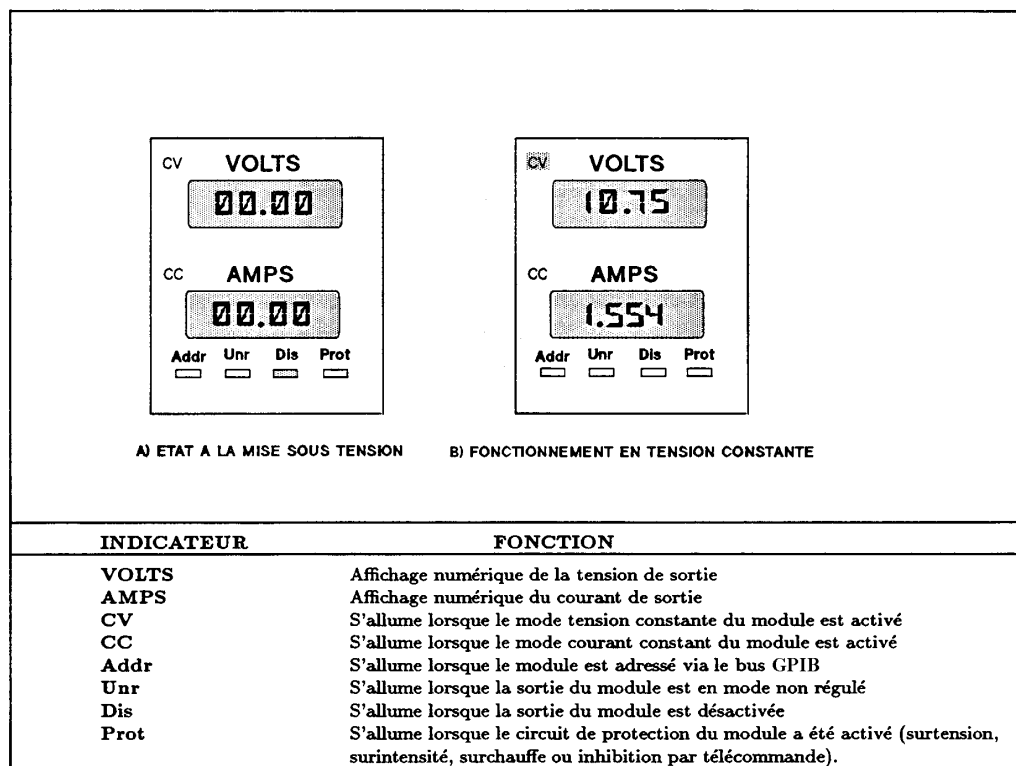 CV VOLTS
00.00
CC AMPS
00.00
Addr Unr Dis Prot
A) ETAT A LA MISE SOUS TENSION
CV VOLTS
10.75
CC AMPS
1.554
Addr Unr Dis Prot
B) FONCTIONNEMENT EN TENSION CONSTANTE
INDICATEUR FONCTION
VOLTS Affichage numérique de la tension de sortie
AMPS Affichage numérique du courant de sortie
CV S'allume lorsque le mode tension constante du module est activé
CC S'allume lorsque le mode courant constant du module est activé
Addr S'allume lorsque le module est adressé via le bus GPIB
Unr S'allume lorsque la sortie du module est en mode non régulé
Dis S'allume lorsque la sortie du module est désactivée
Prot S'allume lorsque le circuit de protection du module a été activé (surtension,
surintensité, surchauffe ou inhibition par télécommande).